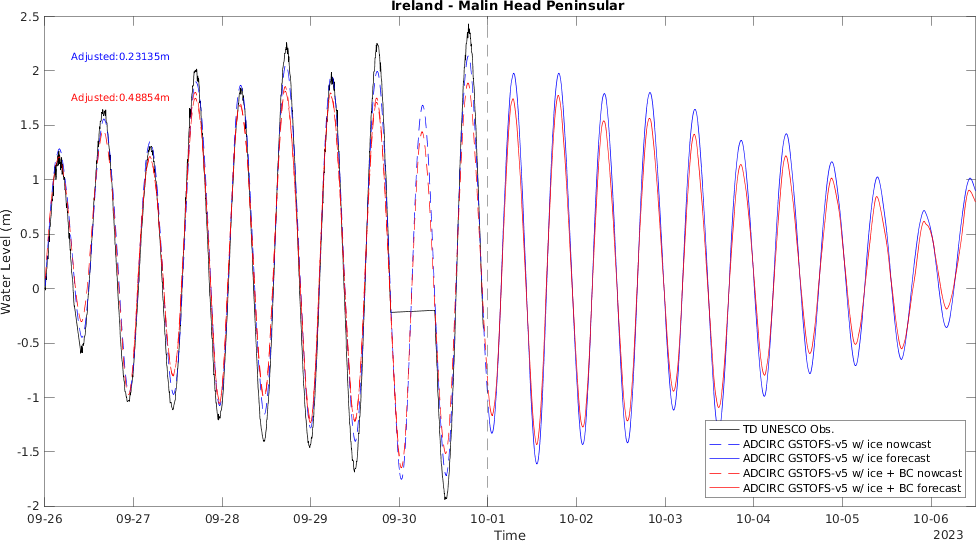 Ireland - Malin Head Peninsular
2.5
2
1.5
1
0.5
0
-0.5
-1
-1.5
-2
Water Level (m)
Adjusted:0.23135m
Adjusted:0.48854m
TD UNESCO Obs.
ADCIRC GSTOFS-v5 w/ ice nowcast
ADCIRC GSTOFS-v5 w/ ice forecast
ADCIRC GSTOFS-v5 w/ ice + BC nowcast
ADCIRC GSTOFS-v5 w/ ice + BC forecast
09-26 09-27 09-28 09-29 09-30 10-01 10-02 10-03 10-04 10-05 10-06
Time
2023